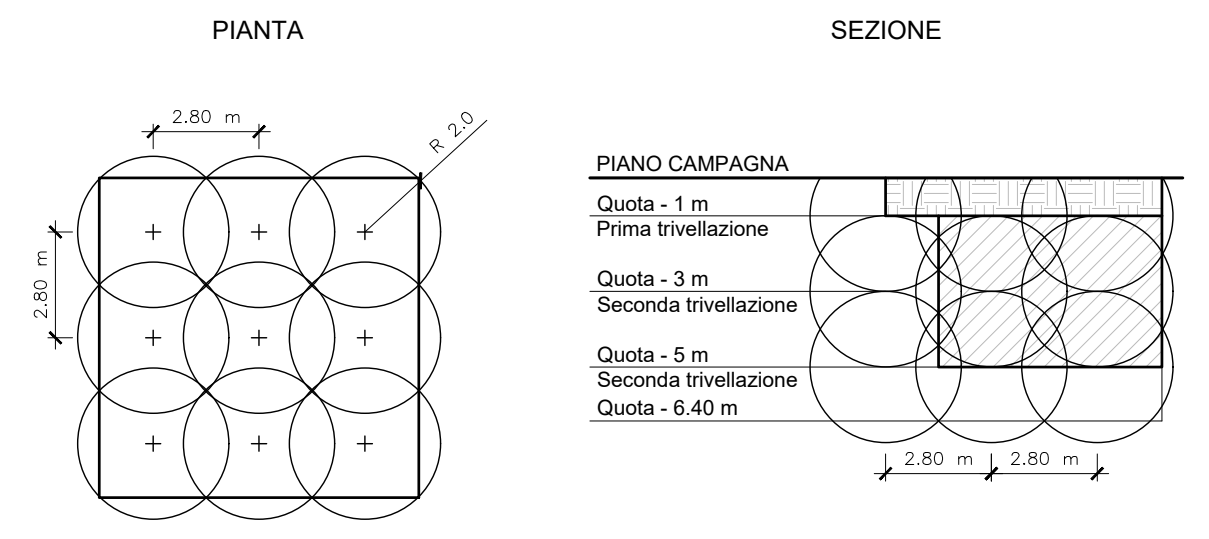 PIANTA
2.80 m
R 2.0
2.80 m
SEZIONE
PIANO CAMPAGNA
Quota - 1 m
Prima trivellazione
Quota - 3 m
Seconda trivellazione
Quota - 5 m
Seconda trivellazione
Quota - 6.40 m
2.80 m
2.80 m